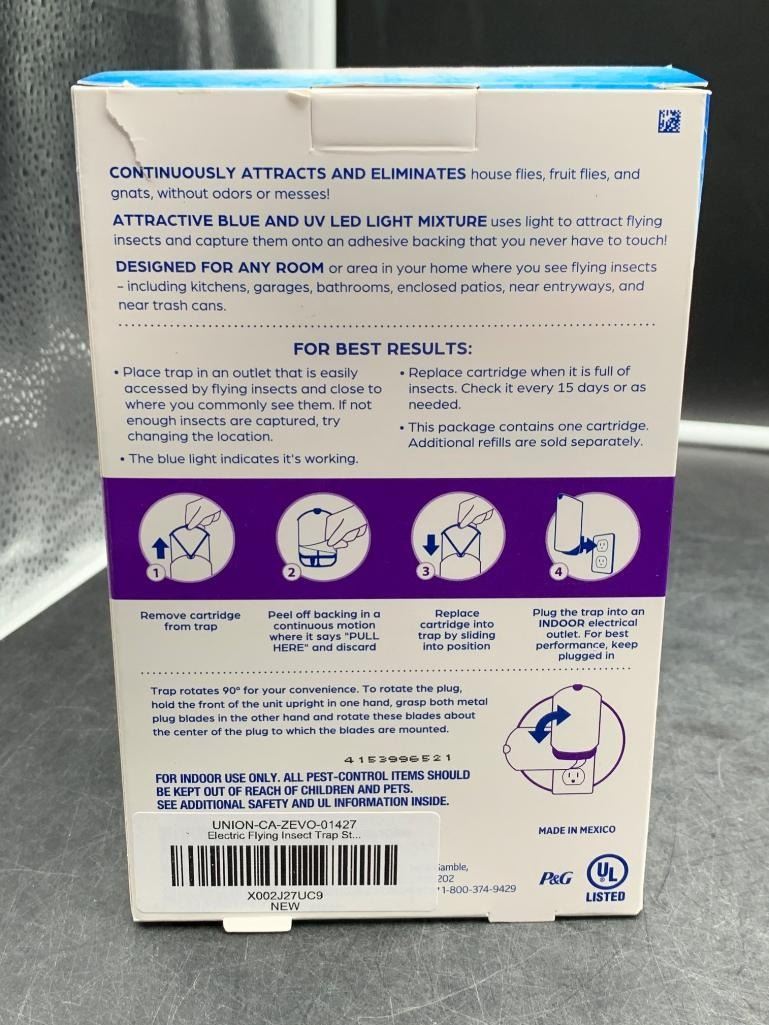 CONTINUOUSLY ATTRACTS AND ELIMINATES house flies, fruit flies, and
gnats, without odors or messes!
ATTRACTIVE BLUE AND UV LED LIGHT MIXTURE uses light to attract flying
insects and capture them onto an adhesive backing that you never have to touch!
DESIGNED FOR ANY ROOM or area in your home where you see flying insects
- including kitchens, garages, bathrooms, enclosed patios, near entryways, and
near trash cans.
FOR BEST RESULTS:
• Place trap in an outlet that is easily
accessed by flying insects and close to
where you commonly see them. If not
enough insects are captured, try
changing the location.
• The blue light indicates it's working.
• Replace cartridge when it is full of
insects. Check it every 15 days or as
needed.
• This package contains one cartridge.
Additional refills are sold separately.
1
2
3
4
Remove cartridge
from trap
Peel off backing in a
continuous motion
where it says "PULL
HERE" and discard
Replace
cartridge into
trap by sliding
into position
Plug the trap into an
INDOOR electrical
outlet. For best
performance, keep
plugged in
Trap rotates 90° for your convenience. To rotate the plug,
hold the front of the unit upright in one hand, grasp both metal
plug blades in the other hand and rotate these blades about
the center of the plug to which the blades are mounted.
4153996521
FOR INDOOR USE ONLY. ALL PEST-CONTROL ITEMS SHOULD
BE KEPT OUT OF REACH OF CHILDREN AND PETS.
SEE ADDITIONAL SAFETY AND UL INFORMATION INSIDE.
UNION-CA-ZEVO-01427
Electric Flying Insect Trap St...
X002J27UC9
NEW
amble,
202
1-800-374-9429
MADE IN MEXICO
P&G
UL
LISTED